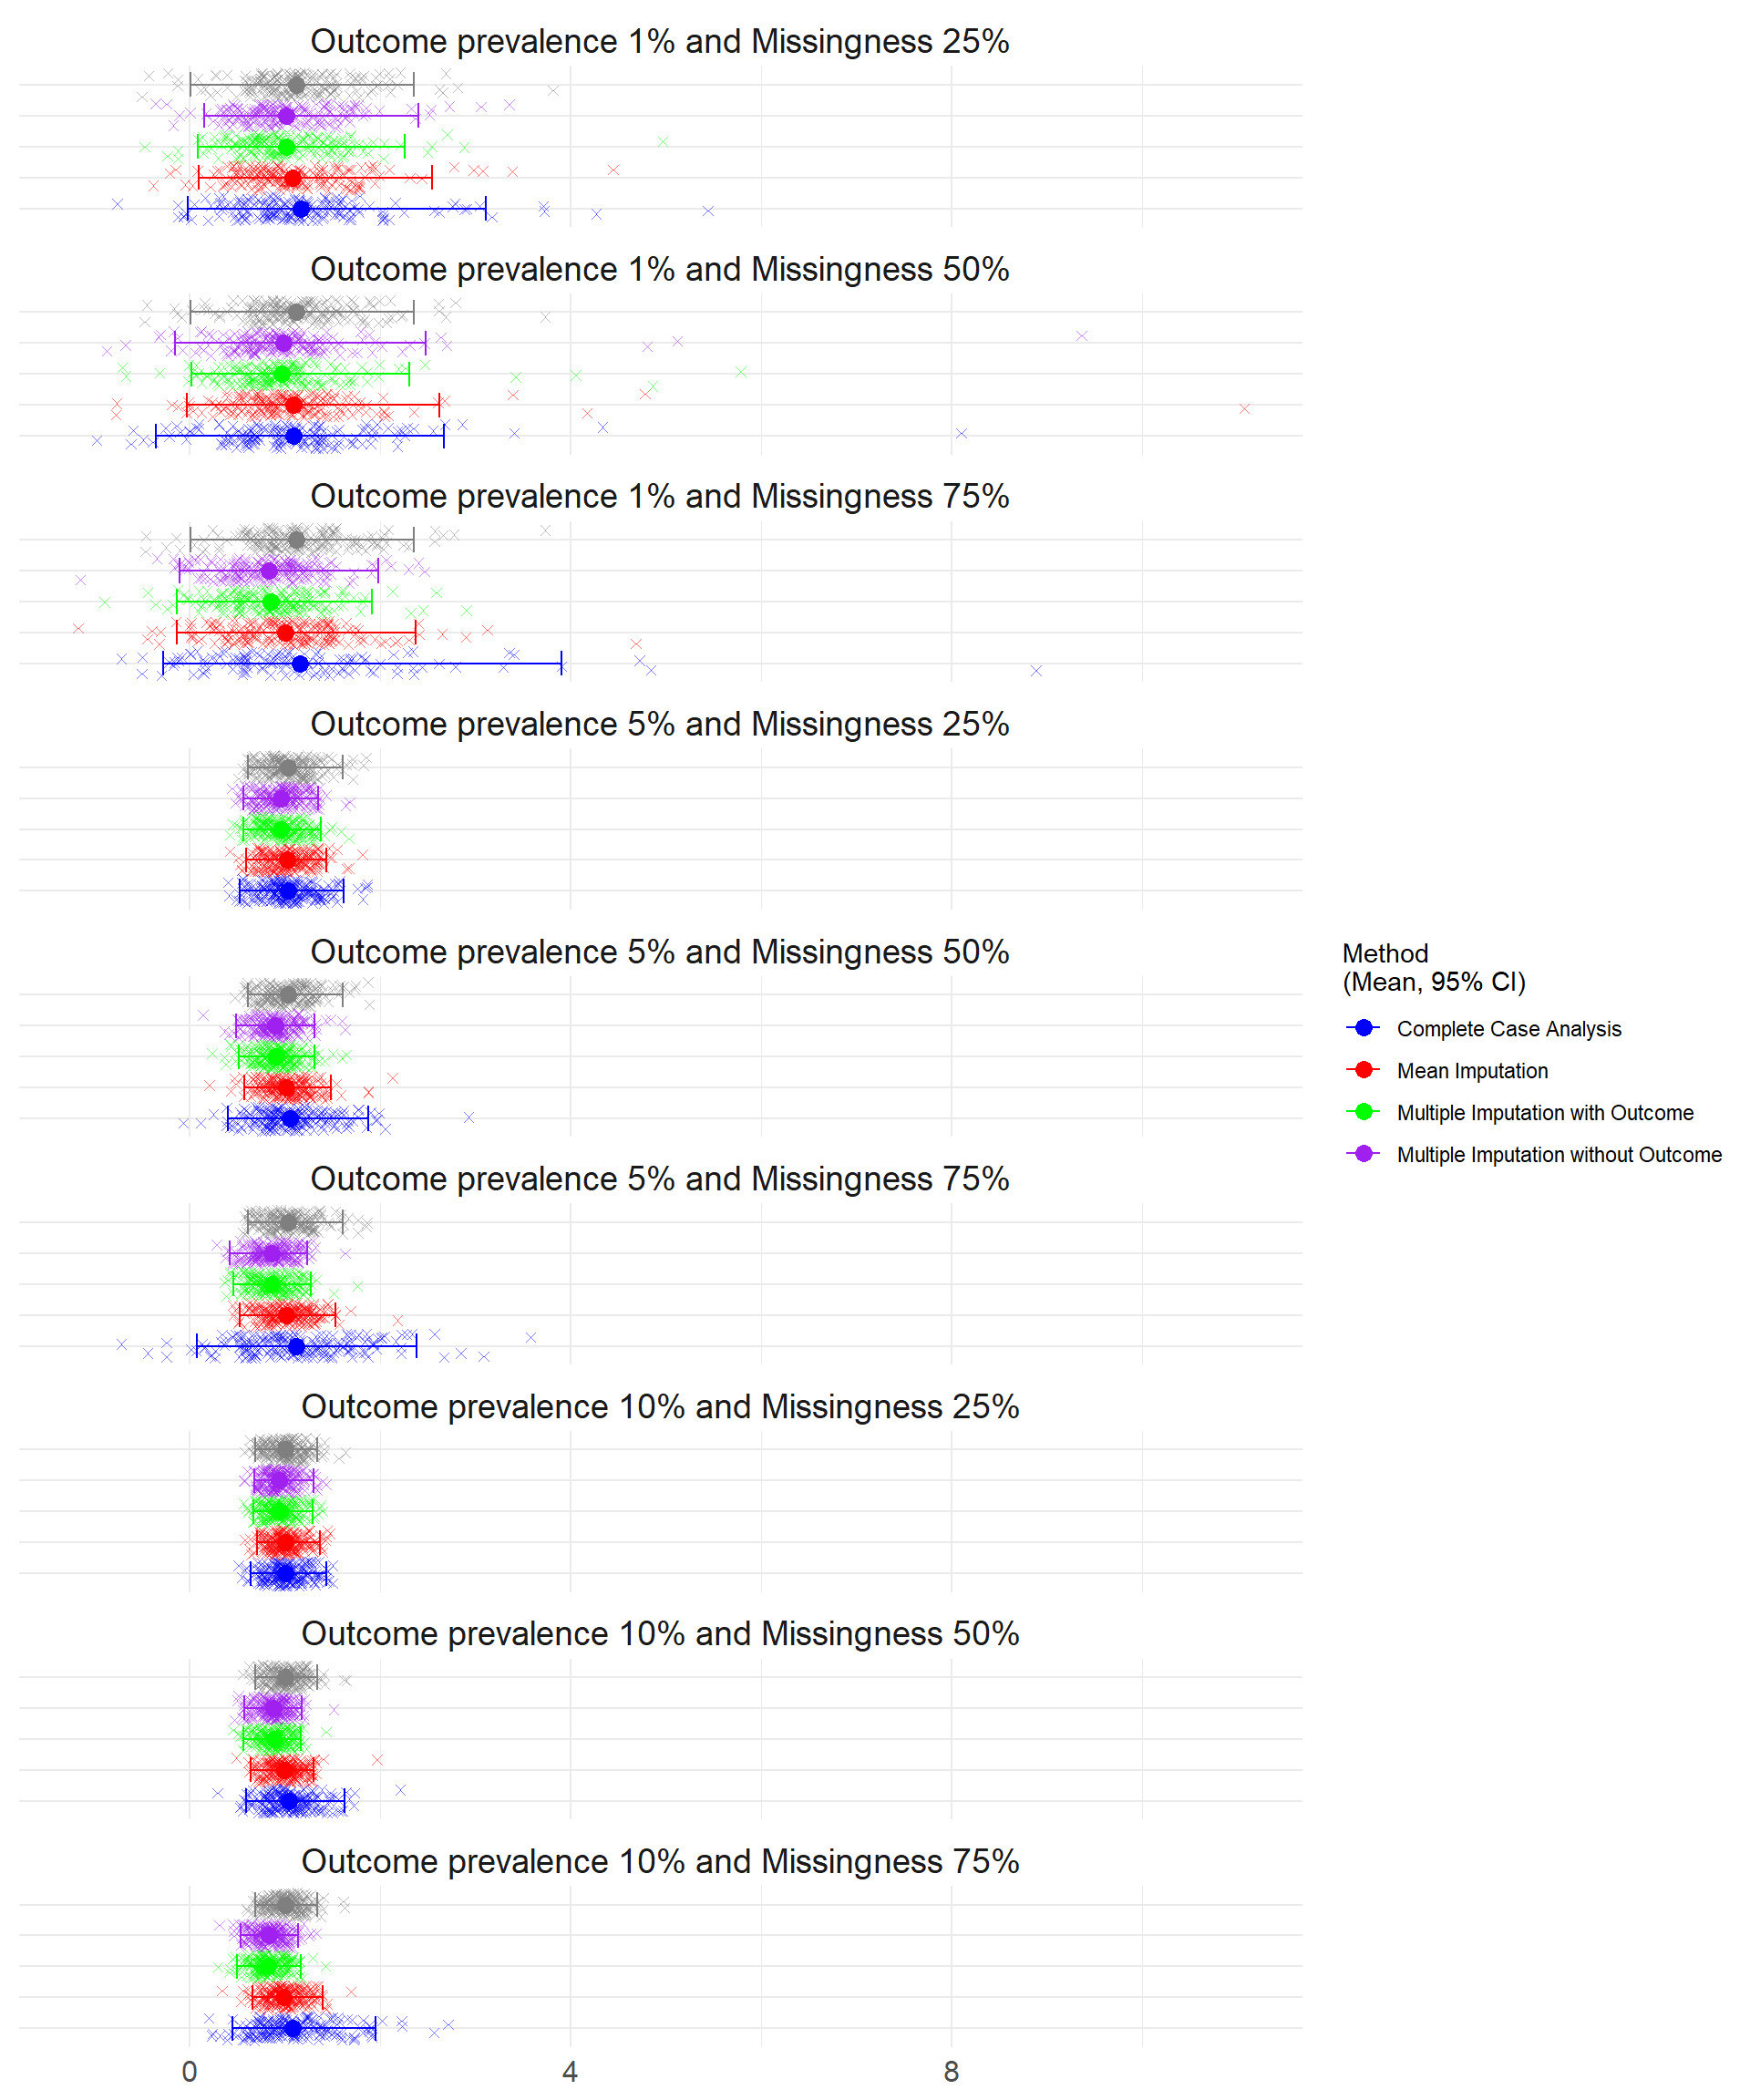 Outcome prevalence 1% and Missingness 25%
Outcome prevalence 1% and Missingness 50%
Outcome prevalence 1% and Missingness 75%
Outcome prevalence 5% and Missingness 25%
Outcome prevalence 5% and Missingness 50%
Outcome prevalence 5% and Missingness 75%
Outcome prevalence 10% and Missingness 25%
Outcome prevalence 10% and Missingness 50%
Outcome prevalence 10% and Missingness 75%
0 4 8
Method
(Mean, 95% CI)
Complete Case Analysis
Mean Imputation
Multiple Imputation with Outcome
Multiple Imputation without Outcome